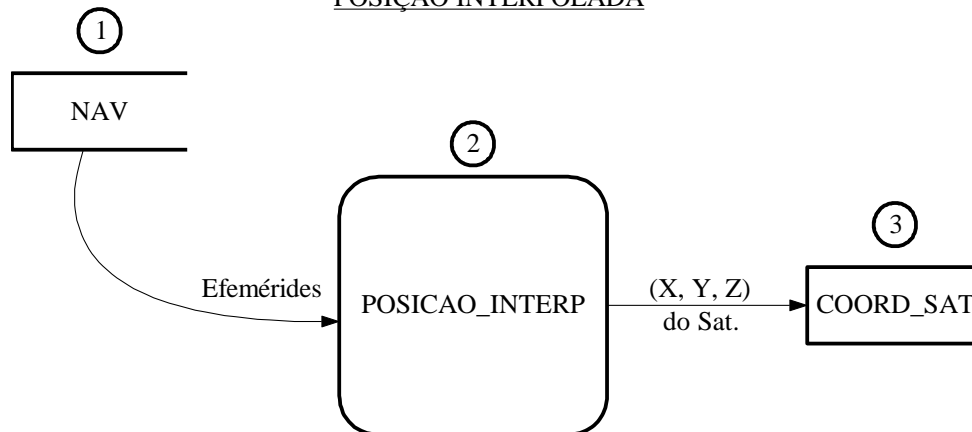 POSIÇÃO INTERPOLADA
1
NAV
2
3
Efemérides
POSICAO_INTERP
(X, Y, Z)
do Sat.
COORD_SAT